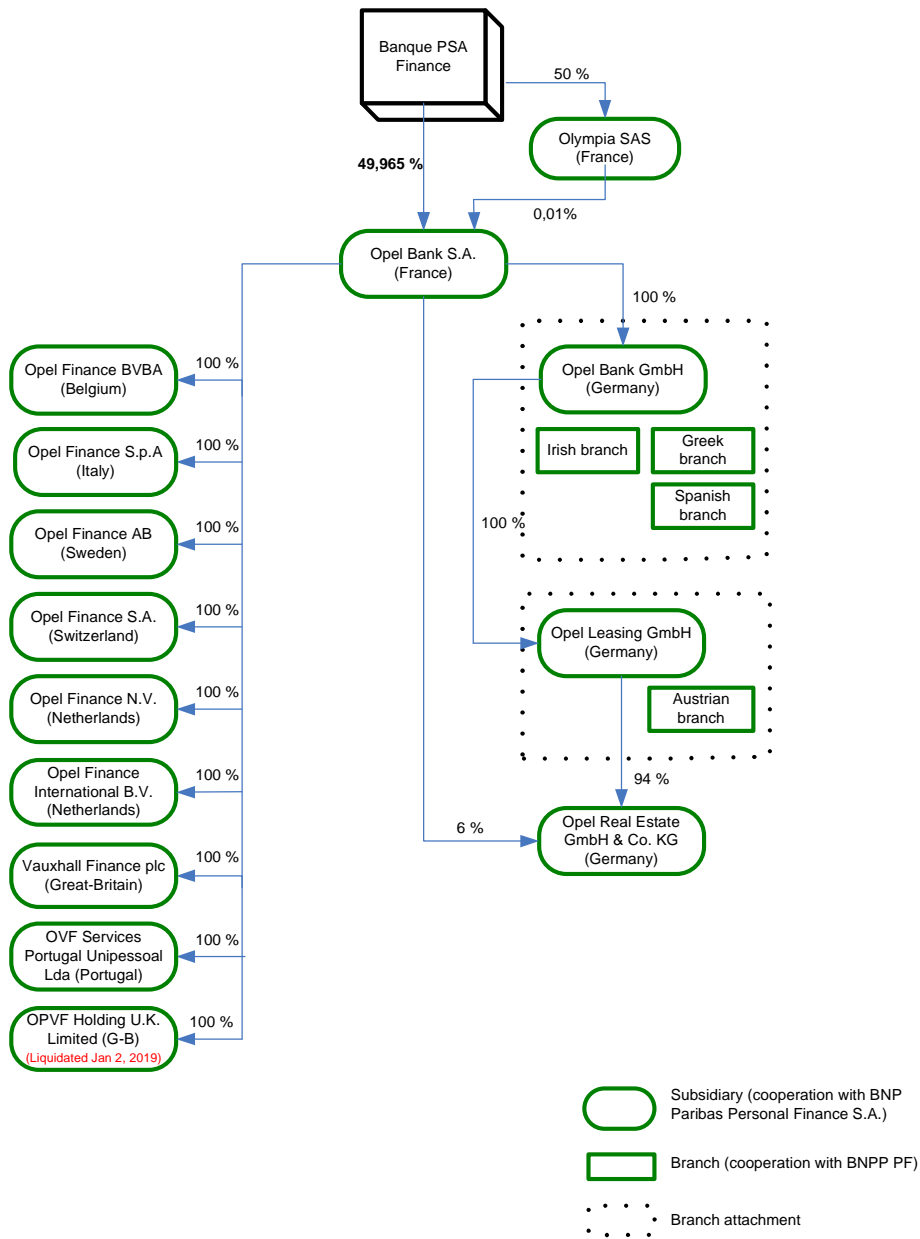 Banque PSA
Finance
50 %
Olympia SAS
(France)
49,965 %
0,01%
Opel Bank S.A.
(France)
100 %
100 %
Opel Finance BVBA
(Belgium)
Opel Bank GmbH
(Germany)
100 %
Opel Finance S.p.A
(Italy)
Irish branch
Greek
branch
Spanish
branch
100 %
Opel Finance AB
(Sweden)
100 %
100 %
Opel Finance S.A.
(Switzerland)
Opel Leasing GmbH
(Germany)
100 %
Opel Finance N.V.
(Netherlands)
Austrian
branch
100 %
Opel Finance
International B.V.
(Netherlands)
94 %
6 %
Opel Real Estate
GmbH & Co. KG
(Germany)
100 %
Vauxhall Finance plc
(Great-Britain)
100 %
OVF Services
Portugal Unipessoal
Lda (Portugal)
100 %
OPVF Holding U.K.
Limited (G-B)
(Liquidated Jan 2, 2019)
Subsidiary (cooperation with BNP
Paribas Personal Finance S.A.)
Branch (cooperation with BNPP PF)
Branch attachment